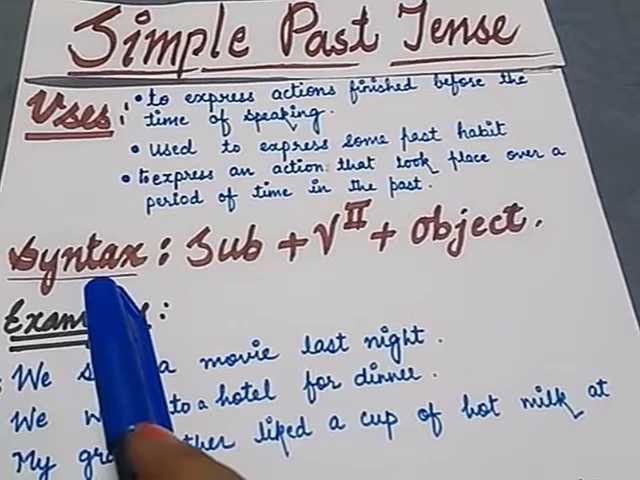 Simple Past Tense
Uses: • to express actions finished before the
time of speaking.
• used to express some past habit
• to express an action that took place over a
period of time in the past.
Syntax: Sub + V II + Object.
:
We a movie last night.
We to a hotel for dinner.
My liked a cup of hot milk at